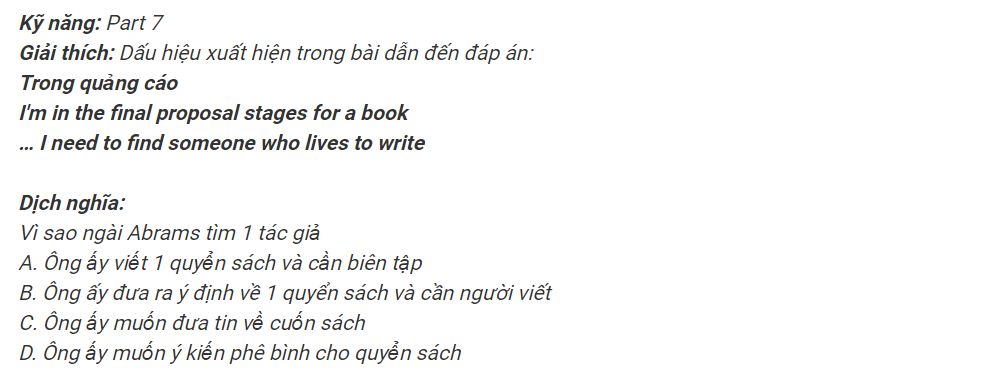 Kỹ năng: Part 7
Giải thích: Dấu hiệu xuất hiện trong bài dẫn đến đáp án:
Trong quảng cáo
I'm in the final proposal stages for a book
… I need to find someone who lives to write
Dịch nghĩa:
Vì sao ngài Abrams tìm 1 tác giả
A. Ông ấy viết 1 quyển sách và cần biên tập
B. Ông ấy đưa ra ý định về 1 quyển sách và cần người viết
C. Ông ấy muốn đưa tin về cuốn sách
D. Ông ấy muốn ý kiến phê bình cho quyển sách